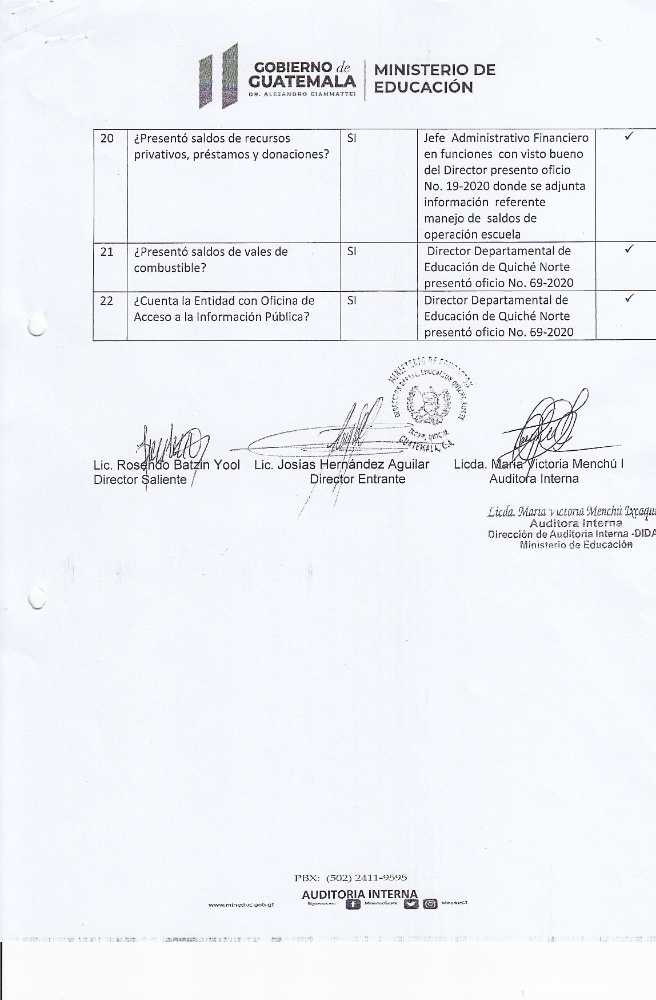 GOBIERNO de
GUATEMALA
DR. ALEJANDRO GIAMMATTEI
MINISTERIO DE
EDUCACIÓN
20 ¿Presentó saldos de recursos privativos, préstamos y donaciones? SI Jefe Administrativo Financiero
en funciones con visto bueno
del Director presento oficio
No. 19-2020 donde se adjunta
información referente
manejo de saldos de
operación escuela ✓
21 ¿Presentó saldos de vales de combustible? SI Director Departamental de
Educación de Quiché Norte
presentó oficio No. 69-2020 ✓
22 ¿Cuenta la Entidad con Oficina de Acceso a la Información Pública? SI Director Departamental de
Educación de Quiché Norte
presentó oficio No. 69-2020 ✓
MINISTERIO DE EDUCACION
DIRECCION DEPTAL. EDUCACION QUICHE NORTE
IXCAN, QUICHE
GUATEMALA, C.A.
Lic. Rosendo Batzin Yool Lic. Josías Hernández Aguilar Licda. María Victoria Menchú I
Director Saliente Director Entrante Auditora Interna
Licda. Maria Victoria Menchú Ixcaqu
Auditora Interna
Dirección de Auditoria Interna -DIDA
Ministerio de Educación
PBX: (502) 2411-9595
AUDITORIA INTERNA
www.mineduc.gob.gt Síguenos en: MineducGuate MineducGT